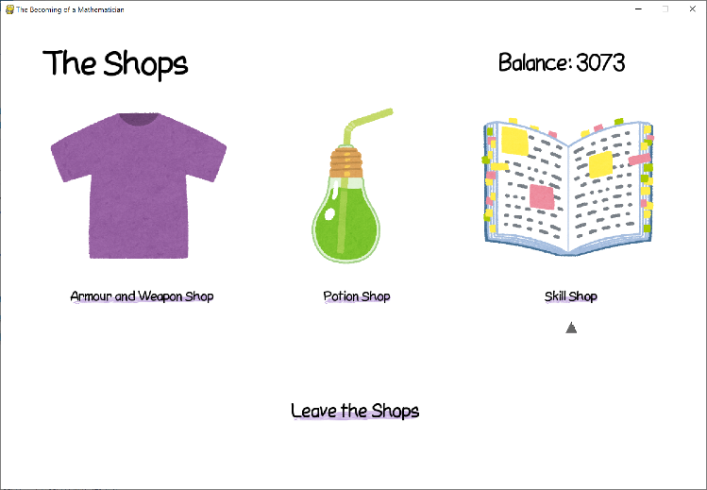 The Becoming of a Mathematician
The Shops
Balance: 3073
Armour and Weapon Shop
Potion Shop
Skill Shop
Leave the Shops